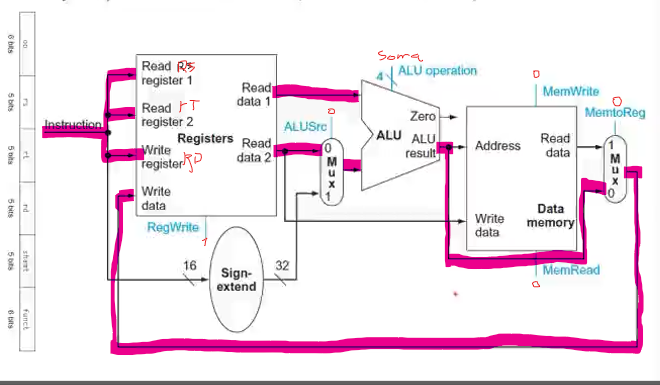 op
6 bits
rs
5 bits
rt
5 bits
rd
5 bits
shamt
5 bits
funct
6 bits
Instruction
Read RS
register 1
Read rT
register 2
Write
register RD
Write
data
Registers
Read
data 1
Read
data 2
RegWrite
1
16
Sign-
extend
32
ALUSrc
0
0
M
u
x
1
Soma
4
ALU operation
Zero
ALU
ALU
result
0
MemWrite
Address
Read
data
Write
data
Data
memory
MemRead
0
0
MemtoReg
1
M
u
x
0